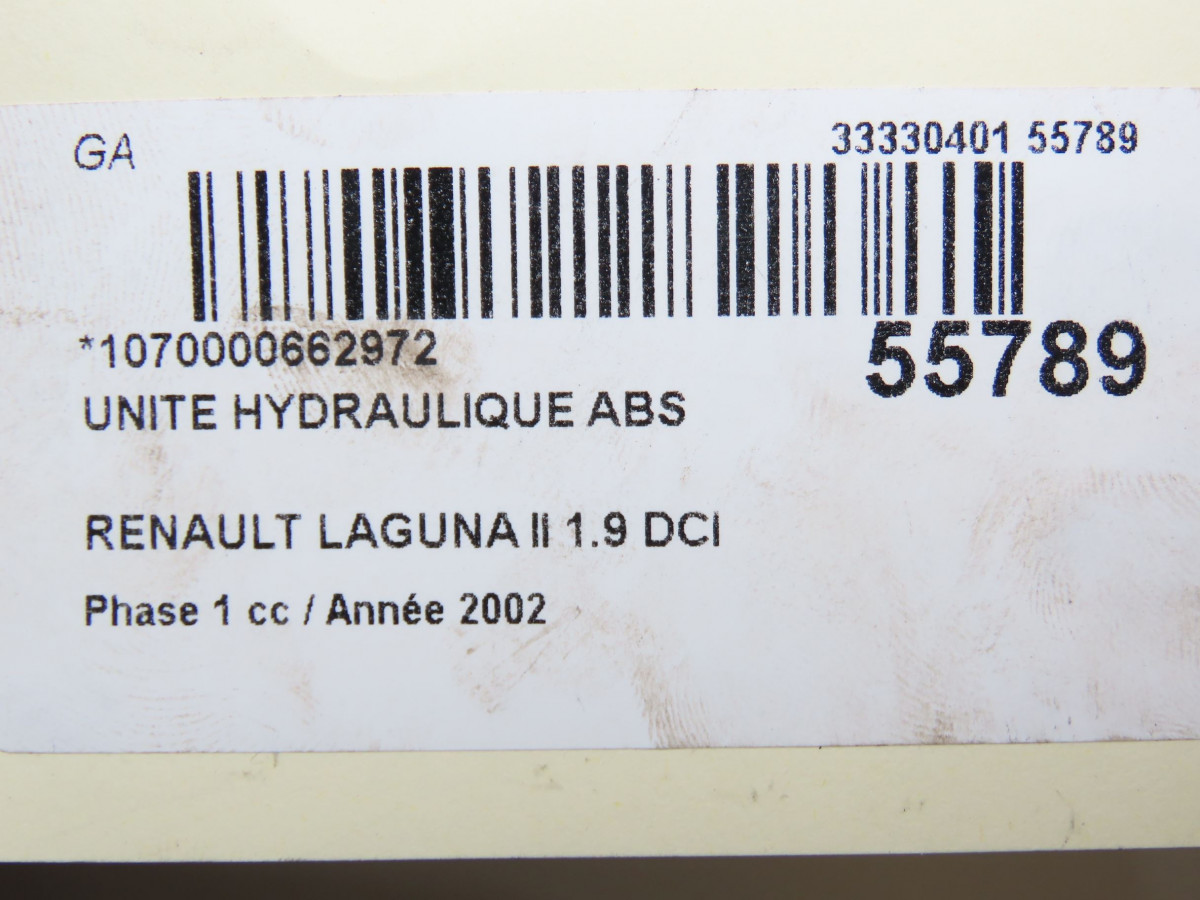 GA
33330401 55789
*1070000662972
55789
UNITE HYDRAULIQUE ABS
RENAULT LAGUNA II 1.9 DCI
Phase 1 cc / Année 2002